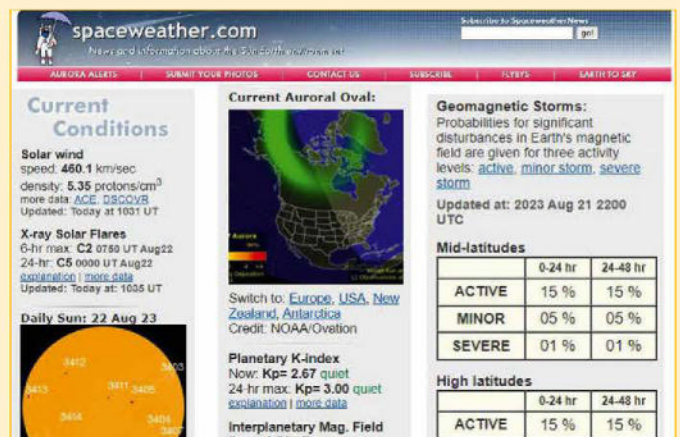 Subscribe to SpaceweatherNews
go!
spaceweather.com
News and information about the Sun-Earth environment
AURORA ALERTS
SUBMIT YOUR PHOTOS
CONTACT US
SUBSCRIBE
FLYBYS
EARTH TO SKY
Current
Conditions
Solar wind
speed: 460.1 km/sec
density: 5.35 protons/cm3
more data: ACE, DSCOVR
Updated: Today at 1031 UT
X-ray Solar Flares
6-hr max: C2 0750 UT Aug22
24-hr: C5 0000 UT Aug22
explanation | more data
Updated: Today at: 1035 UT
Daily Sun: 22 Aug 23
3412
3403
3413
3411
3405
3414
3404
3407
Current Auroral Oval:
Switch to: Europe, USA, New
Zealand, Antarctica
Credit: NOAA/Ovation
Planetary K-index
Now: Kp= 2.67 quiet
24-hr max: Kp= 3.00 quiet
explanation | more data
Interplanetary Mag. Field
Geomagnetic Storms:
Probabilities for significant
disturbances in Earth's magnetic
field are given for three activity
levels: active, minor storm, severe
storm
Updated at: 2023 Aug 21 2200
UTC
Mid-latitudes
0-24 hr 24-48 hr
ACTIVE 15 % 15 %
MINOR 05 % 05 %
SEVERE 01 % 01 %
High latitudes
0-24 hr 24-48 hr
ACTIVE 15 % 15 %